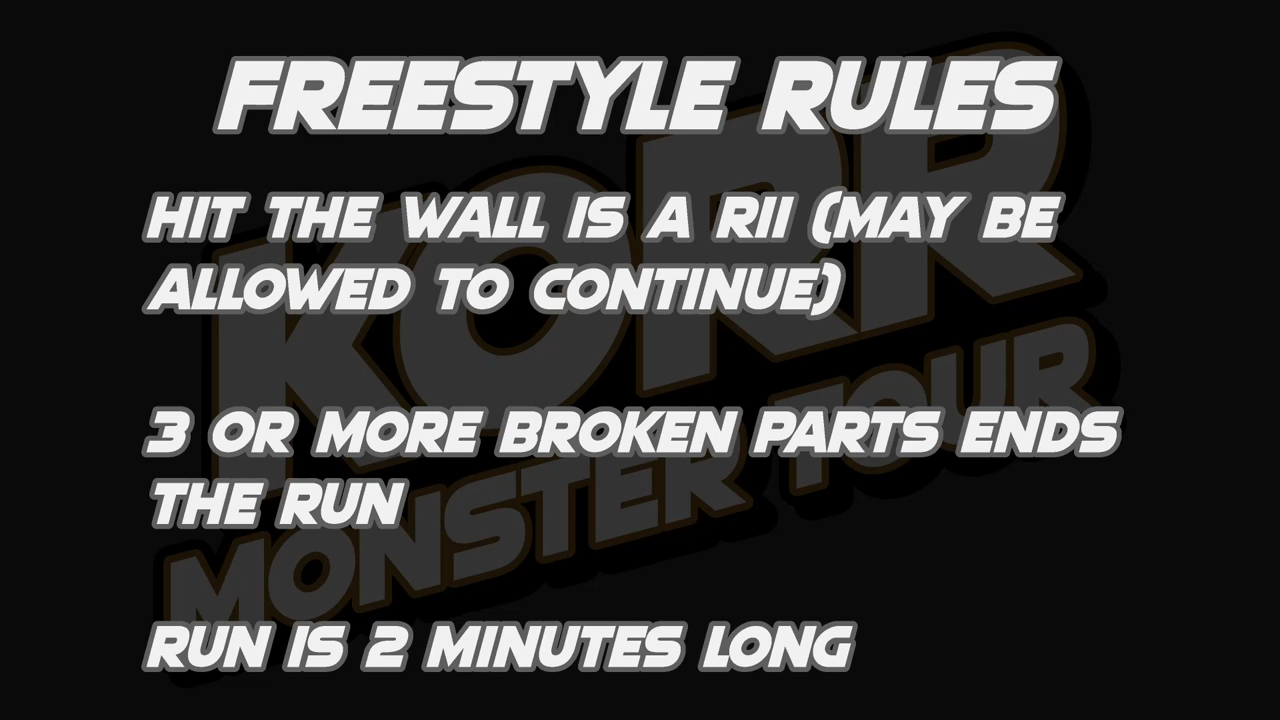 FREESTYLE RULES
HIT THE WALL IS A RII (MAY BE
ALLOWED TO CONTINUE)
3 OR MORE BROKEN PARTS ENDS
THE RUN
RUN IS 2 MINUTES LONG
KORR
MONSTER TOUR